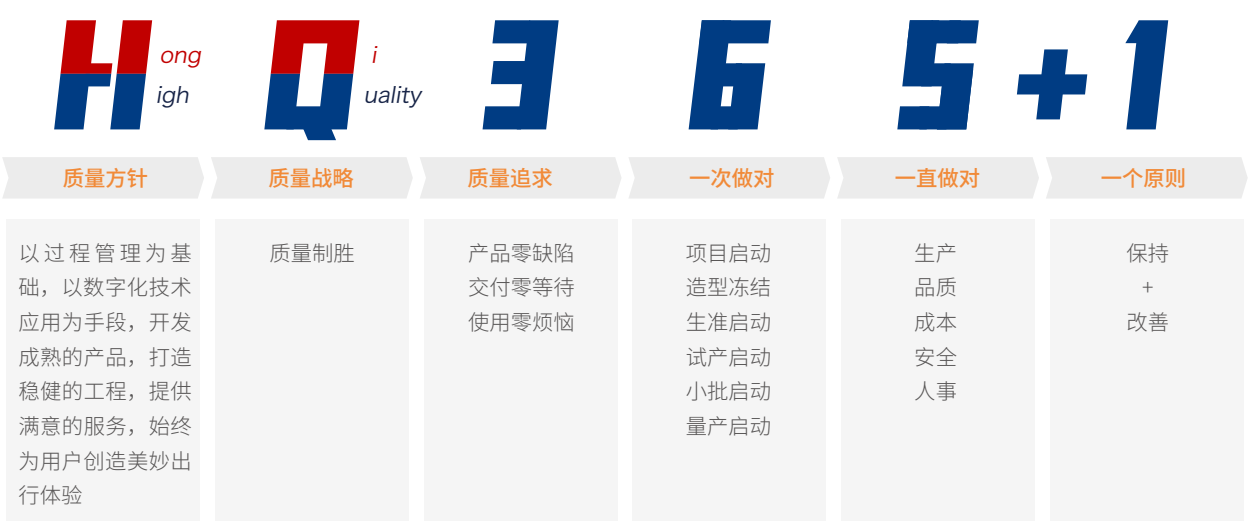 Hong
High
Qi
Quality
3
6
5+1
质量方针
以过程管理为基
础，以数字化技术
应用为手段，开发
成熟的产品，打造
稳健的工程，提供
满意的服务，始终
为用户创造美妙出
行体验
质量战略
质量制胜
质量追求
产品零缺陷
交付零等待
使用零烦恼
一次做对
项目启动
造型冻结
生准启动
试产启动
小批启动
量产启动
一直做对
生产
品质
成本
安全
人事
一个原则
保持
+
改善